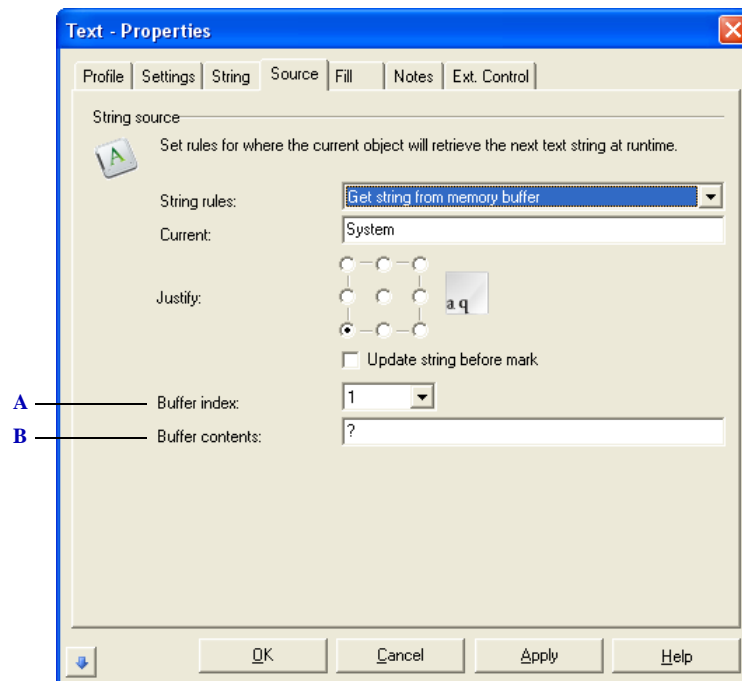 Text - Properties
Profile Settings String Source Fill Notes Ext. Control
String source
A
Set rules for where the current object will retrieve the next text string at runtime.
String rules: Get string from memory buffer
Current: System
Justify: a q
Update string before mark
A Buffer index: 1
B Buffer contents: ?
OK Cancel Apply Help